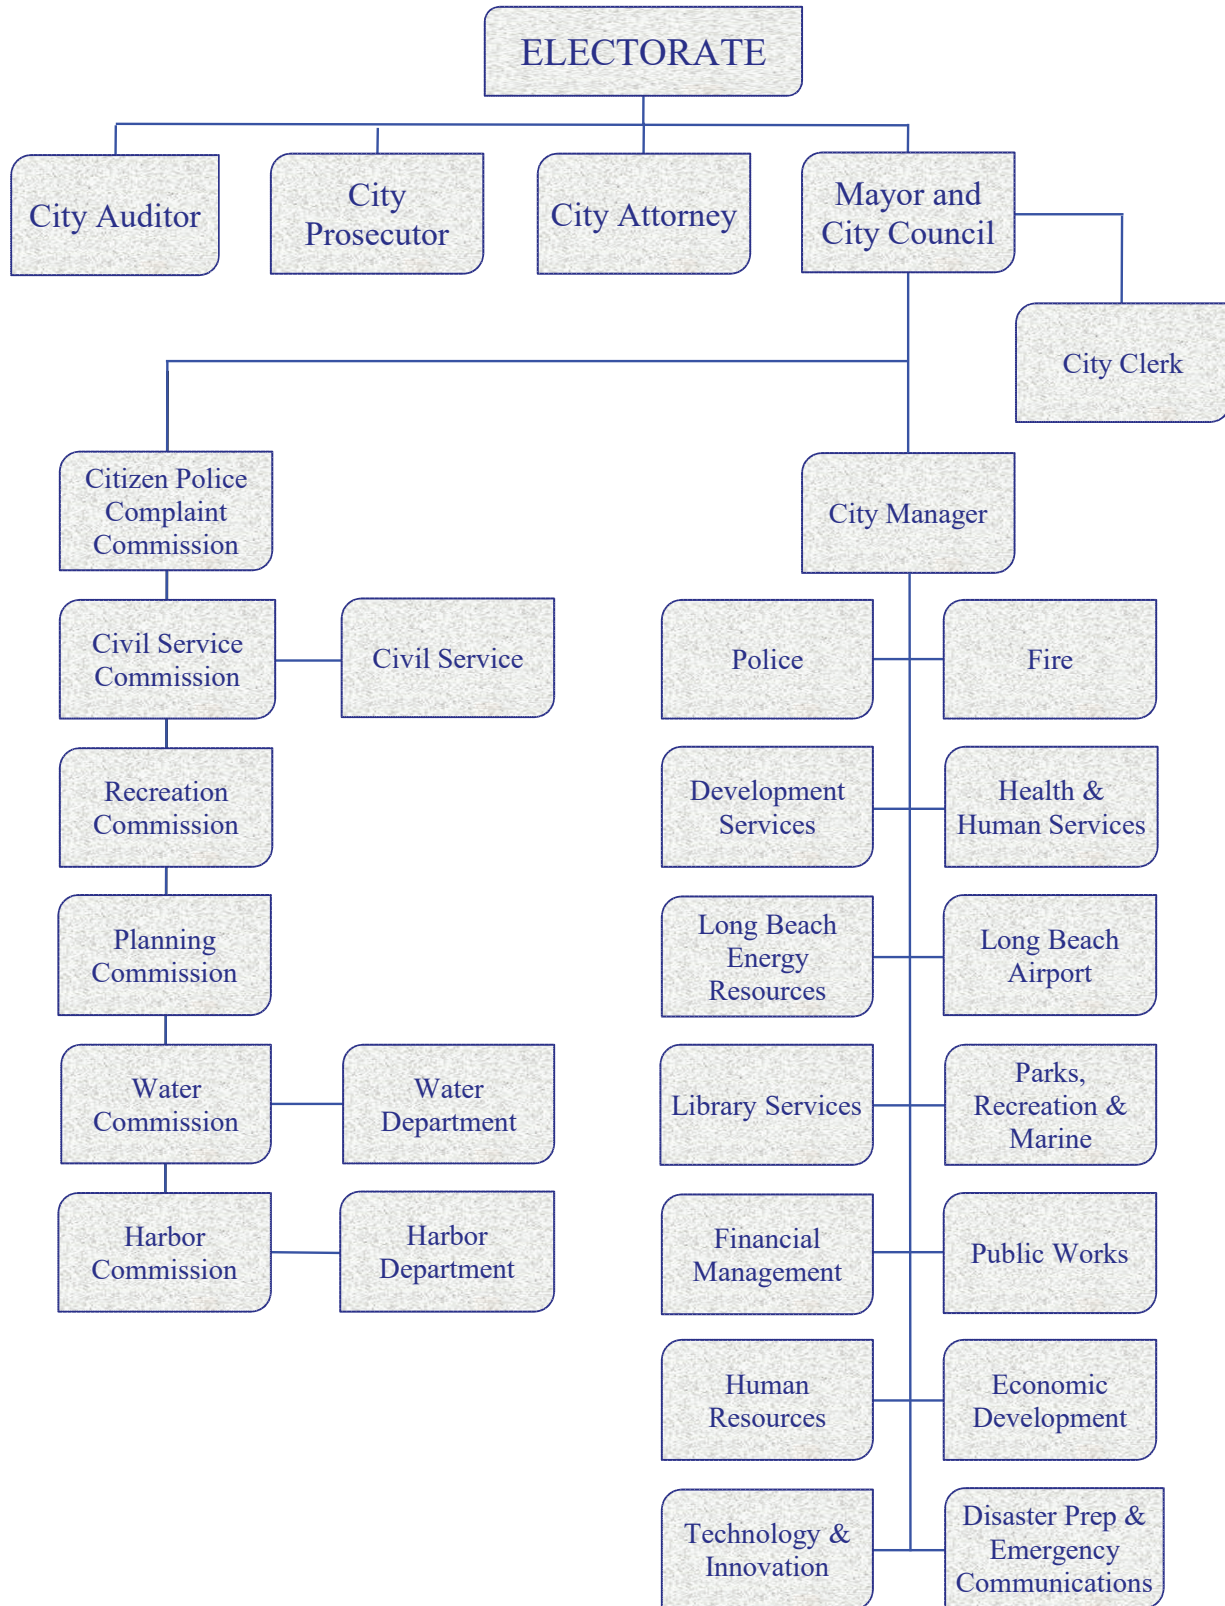 ELECTORATE
City Auditor
City
Prosecutor
City Attorney
Mayor and
City Council
City Clerk
Citizen Police
Complaint
Commission
City Manager
Civil Service
Commission
Civil Service
Police
Fire
Recreation
Commission
Development
Services
Health &
Human Services
Planning
Commission
Long Beach
Energy
Resources
Long Beach
Airport
Water
Commission
Water
Department
Library Services
Parks,
Recreation &
Marine
Harbor
Commission
Harbor
Department
Financial
Management
Public Works
Human
Resources
Economic
Development
Technology &
Innovation
Disaster Prep &
Emergency
Communications